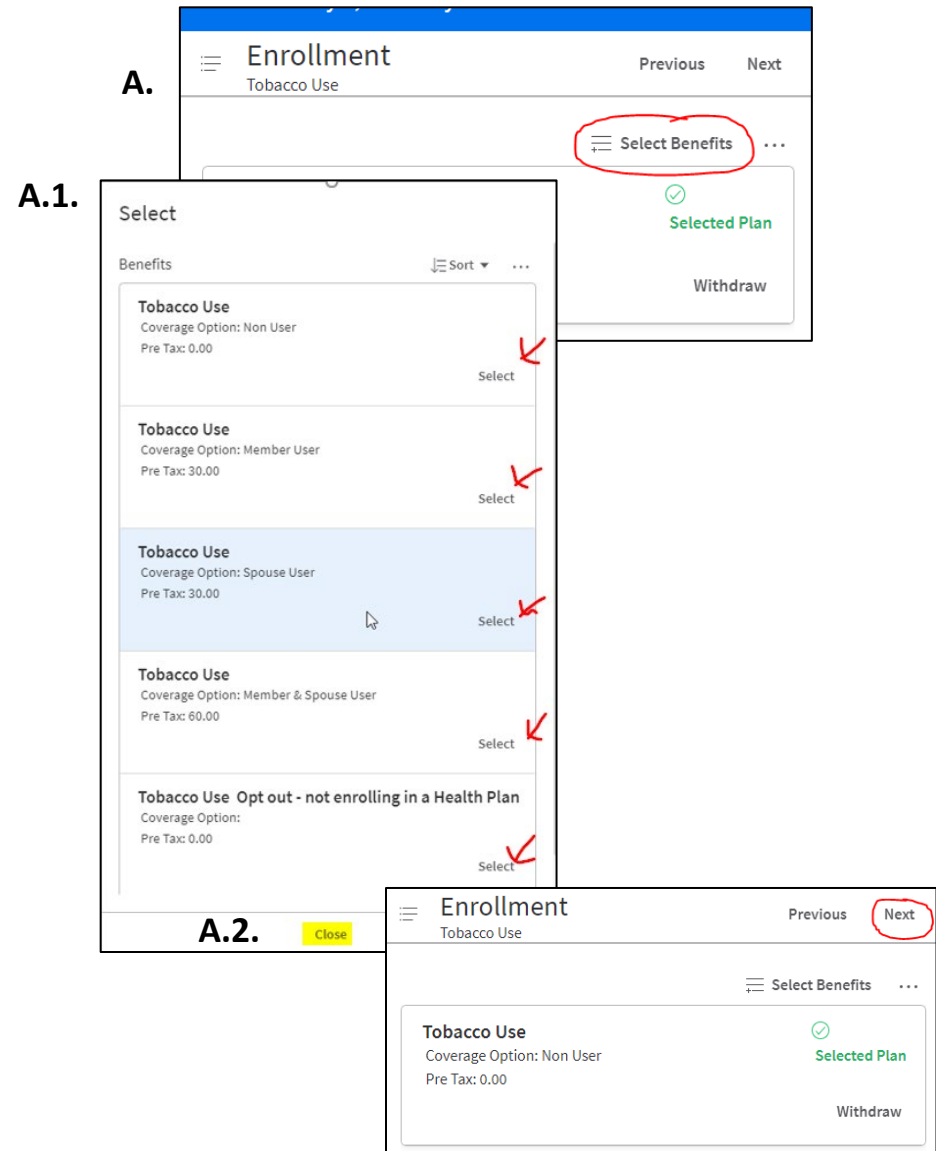 A.
Enrollment
Tobacco Use
Previous Next
Select Benefits ...
Selected Plan
Withdraw
A.1.
Select
Benefits
Sort ...
Tobacco Use
Coverage Option: Non User
Pre Tax: 0.00
Select
Tobacco Use
Coverage Option: Member User
Pre Tax: 30.00
Select
Tobacco Use
Coverage Option: Spouse User
Pre Tax: 30.00
Select
Tobacco Use
Coverage Option: Member & Spouse User
Pre Tax: 60.00
Select
Tobacco Use Opt out - not enrolling in a Health Plan
Coverage Option:
Pre Tax: 0.00
Select
A.2.
Close
Enrollment
Tobacco Use
Previous Next
Select Benefits ...
Tobacco Use
Coverage Option: Non User
Pre Tax: 0.00
Selected Plan
Withdraw